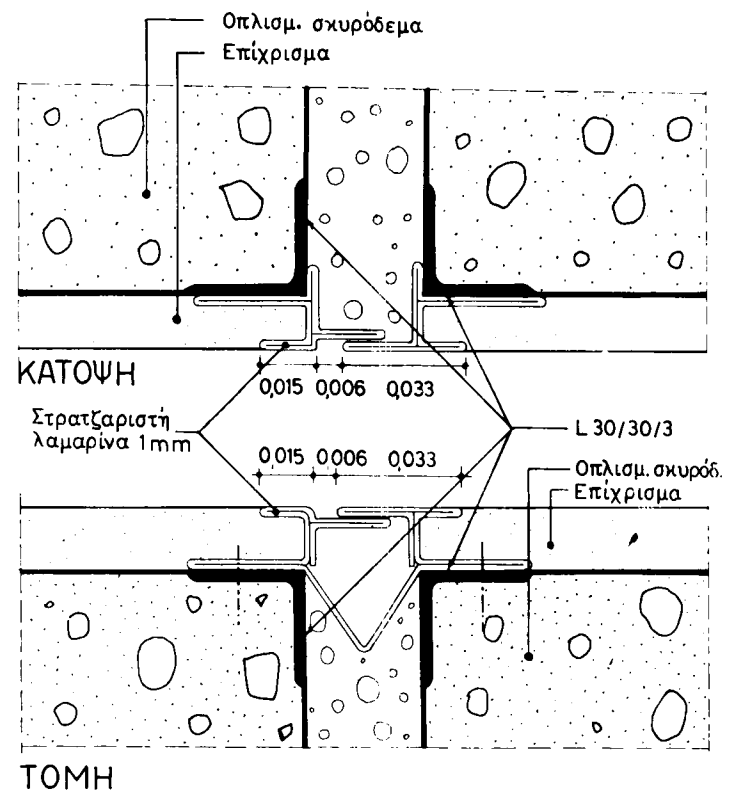 Οπλισμ. σκυρόδεμα
Επίχρισμα
ΚΑΤΟΨΗ
0,015 0,006 0,033
Στρατζαριστή
λαμαρίνα 1mm
L 30/30/3
0,015 0,006 0,033
Οπλισμ. σκυρόδ.
Επίχρισμα
ΤΟΜΗ